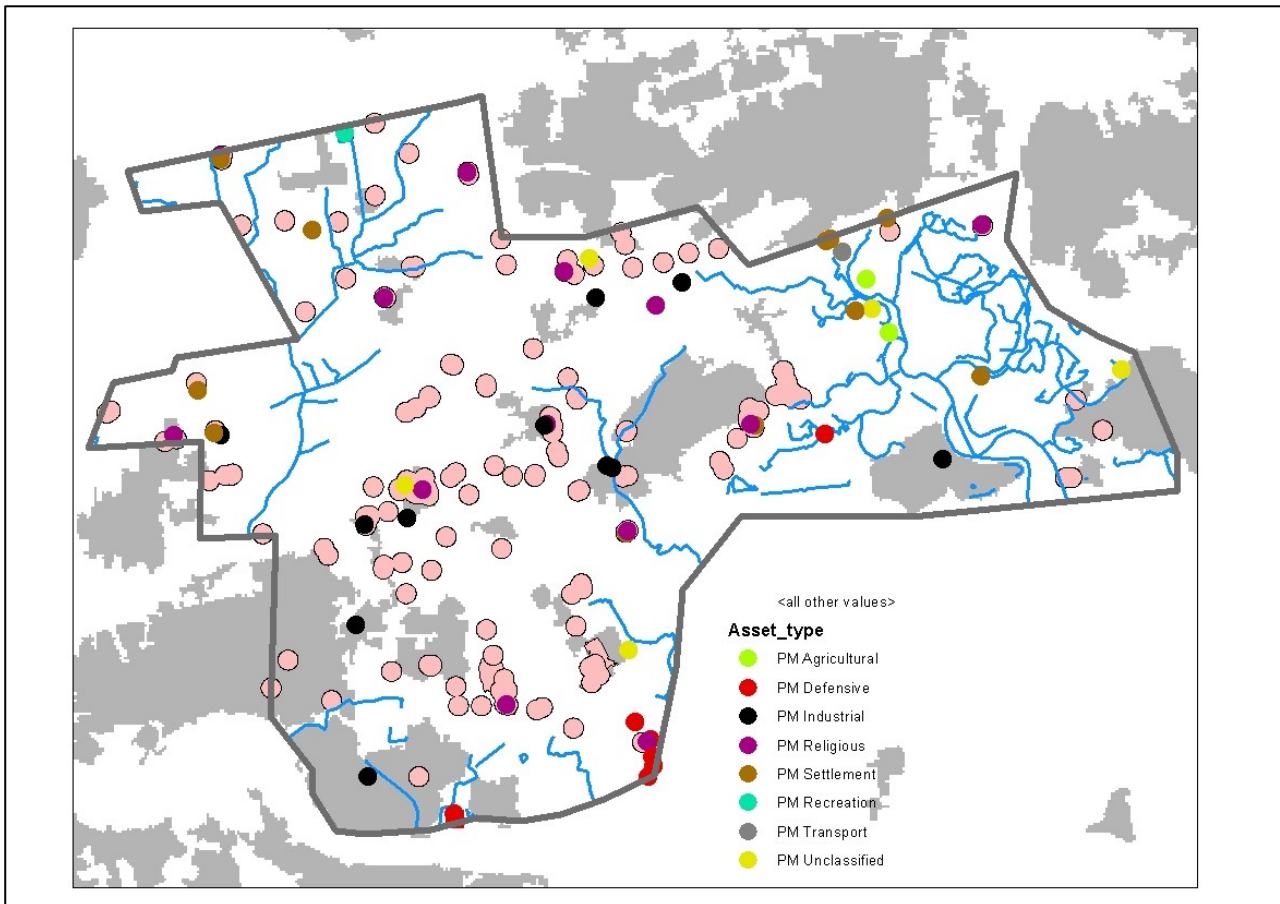 <all other values>
Asset_type
PM Agricultural
PM Defensive
PM Industrial
PM Religious
PM Settlement
PM Recreation
PM Transport
PM Unclassified